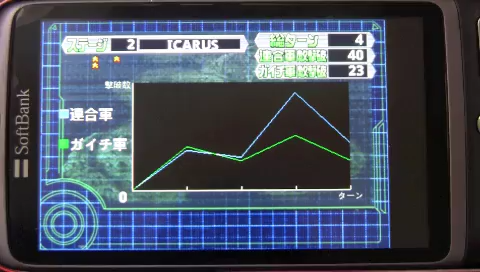 ステージ 2 ICARUS
総ターン 4
連合軍撃破 40
ガイチ軍撃破 23
撃破数
連合軍
ガイチ軍
0
ターン
SoftBank